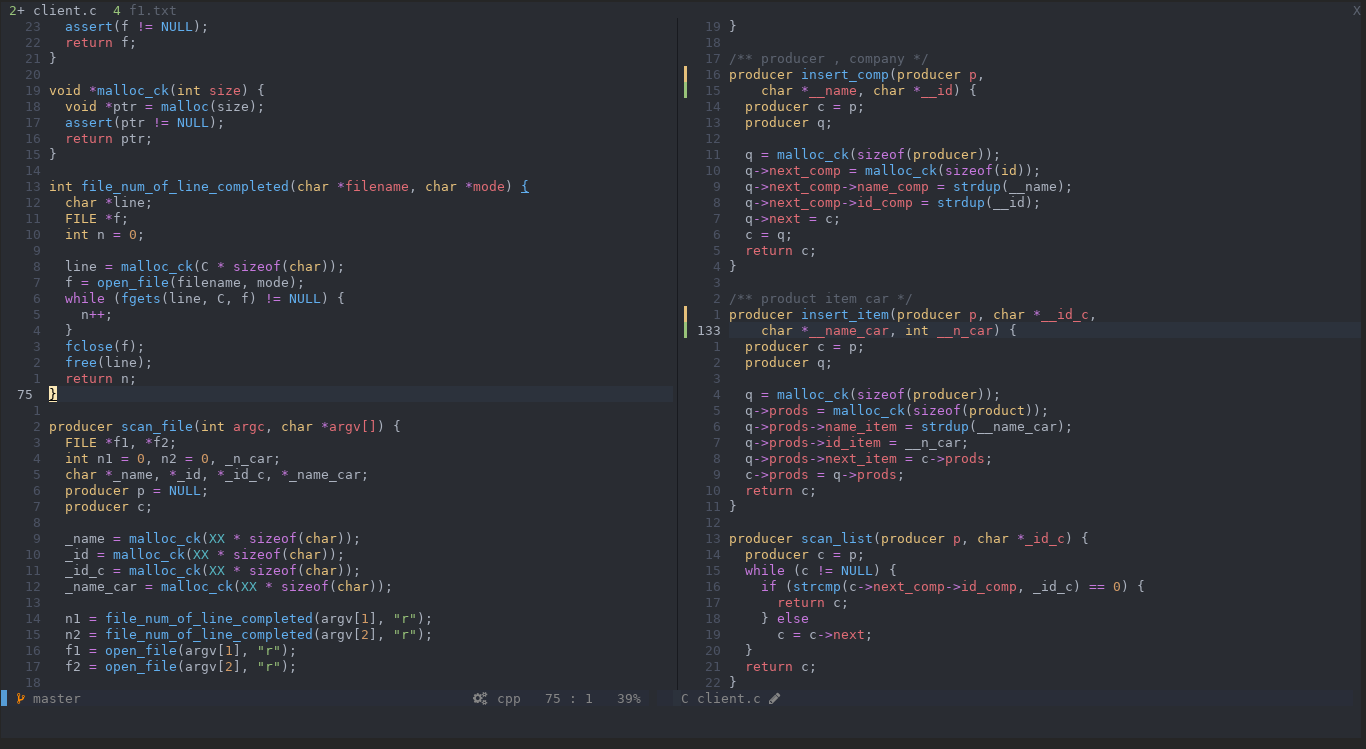 2+ client.c  4 f1.txt X
23   assert(f != NULL);
22   return f;
21 }
20
19 void *malloc_ck(int size) {
18   void *ptr = malloc(size);
17   assert(ptr != NULL);
16   return ptr;
15 }
14
13 int file_num_of_line_completed(char *filename, char *mode) {
12   char *line;
11   FILE *f;
10   int n = 0;
9
8   line = malloc_ck(C * sizeof(char));
7   f = open_file(filename, mode);
6   while (fgets(line, C, f) != NULL) {
5     n++;
4   }
3   fclose(f);
2   free(line);
1   return n;
75 }
1
2 producer scan_file(int argc, char *argv[]) {
3   FILE *f1, *f2;
4   int n1 = 0, n2 = 0, _n_car;
5   char *_name, *_id, *_id_c, *_name_car;
6   producer p = NULL;
7   producer c;
8
9   _name = malloc_ck(XX * sizeof(char));
10   _id = malloc_ck(XX * sizeof(char));
11   _id_c = malloc_ck(XX * sizeof(char));
12   _name_car = malloc_ck(XX * sizeof(char));
13
14   n1 = file_num_of_line_completed(argv[1], "r");
15   n2 = file_num_of_line_completed(argv[2], "r");
16   f1 = open_file(argv[1], "r");
17   f2 = open_file(argv[2], "r");
18
master cpp 75 : 1 39%
19 }
18
17 /** producer , company */
16 producer insert_comp(producer p,
15     char *__name, char *__id) {
14   producer c = p;
13   producer q;
12
11   q = malloc_ck(sizeof(producer));
10   q->next_comp = malloc_ck(sizeof(id));
9   q->next_comp->name_comp = strdup(__name);
8   q->next_comp->id_comp = strdup(__id);
7   q->next = c;
6   c = q;
5   return c;
4 }
3
2 /** product item car */
1 producer insert_item(producer p, char *__id_c,
133     char *__name_car, int __n_car) {
1   producer c = p;
2   producer q;
3
4   q = malloc_ck(sizeof(producer));
5   q->prods = malloc_ck(sizeof(product));
6   q->prods->name_item = strdup(__name_car);
7   q->prods->id_item = __n_car;
8   q->prods->next_item = c->prods;
9   c->prods = q->prods;
10   return c;
11 }
12
13 producer scan_list(producer p, char *_id_c) {
14   producer c = p;
15   while (c != NULL) {
16     if (strcmp(c->next_comp->id_comp, _id_c) == 0) {
17       return c;
18     } else
19       c = c->next;
20   }
21   return c;
22 }
C client.c